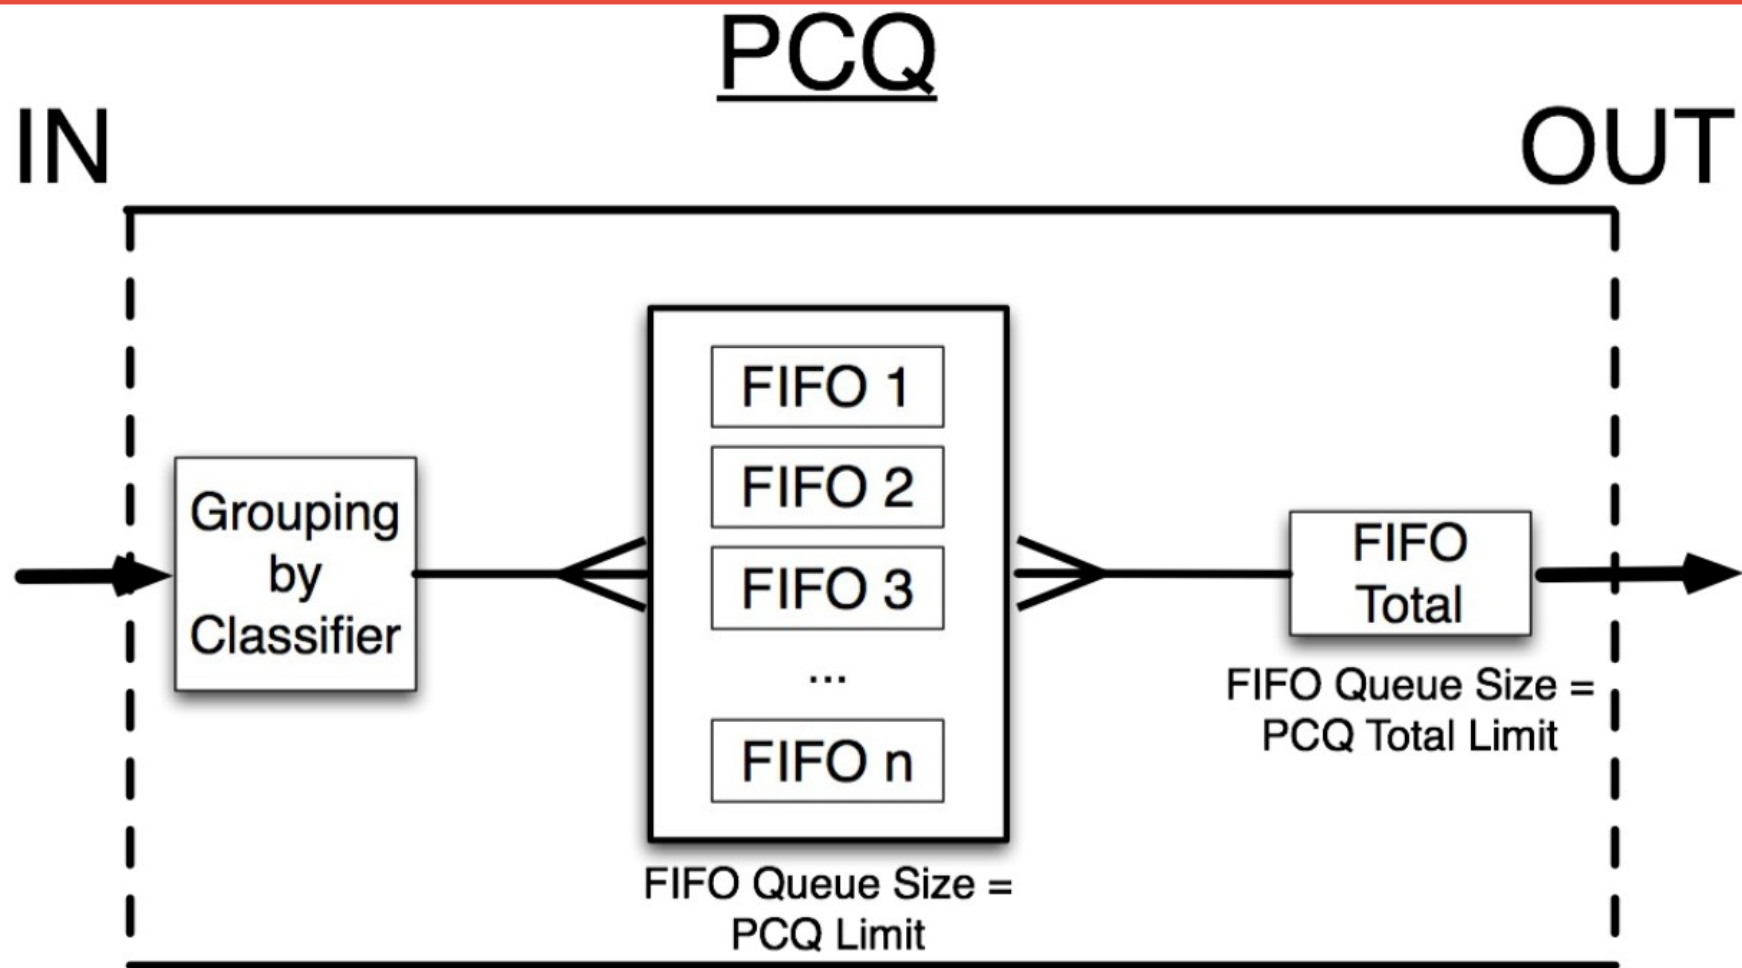 PCQ
IN
OUT
Grouping
by
Classifier
FIFO 1
FIFO 2
FIFO 3
...
FIFO n
FIFO Queue Size =
PCQ Limit
FIFO
Total
FIFO Queue Size =
PCQ Total Limit